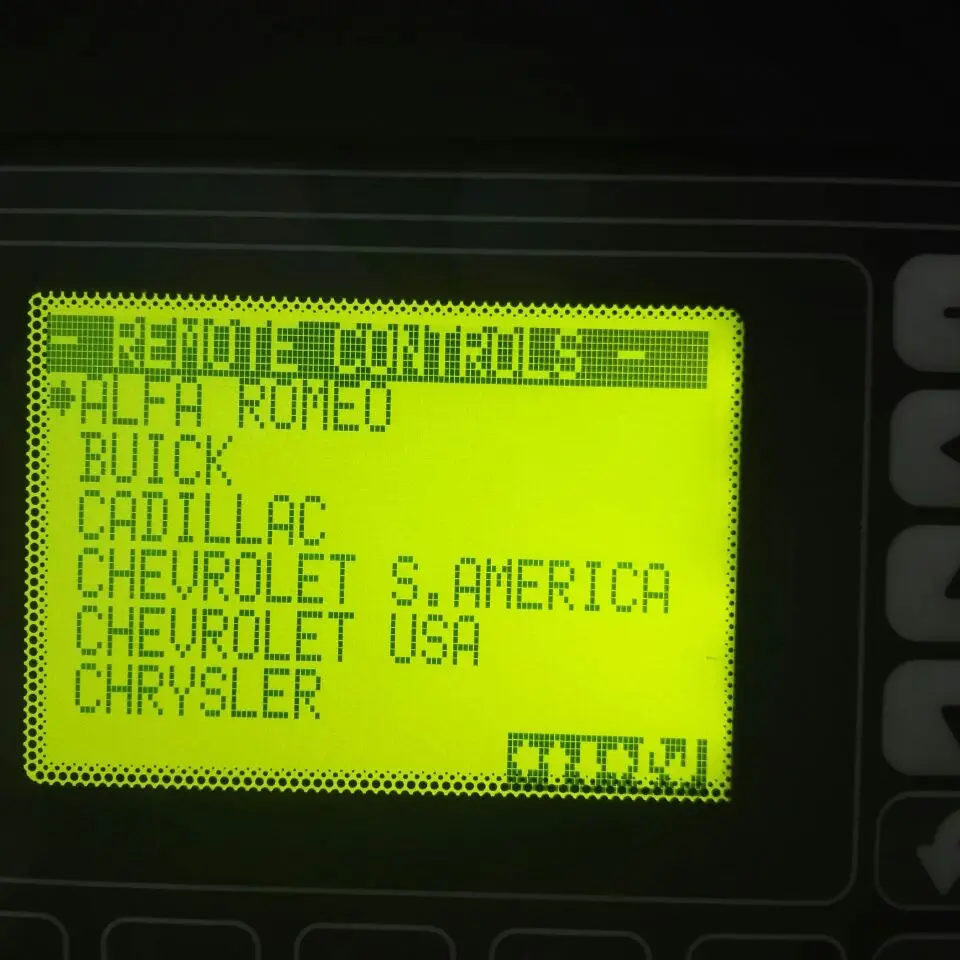 - REMOTE CONTROLS -
ALFA ROMEO
BUICK
CADILLAC
CHEVROLET S.AMERICA
CHEVROLET USA
CHRYSLER